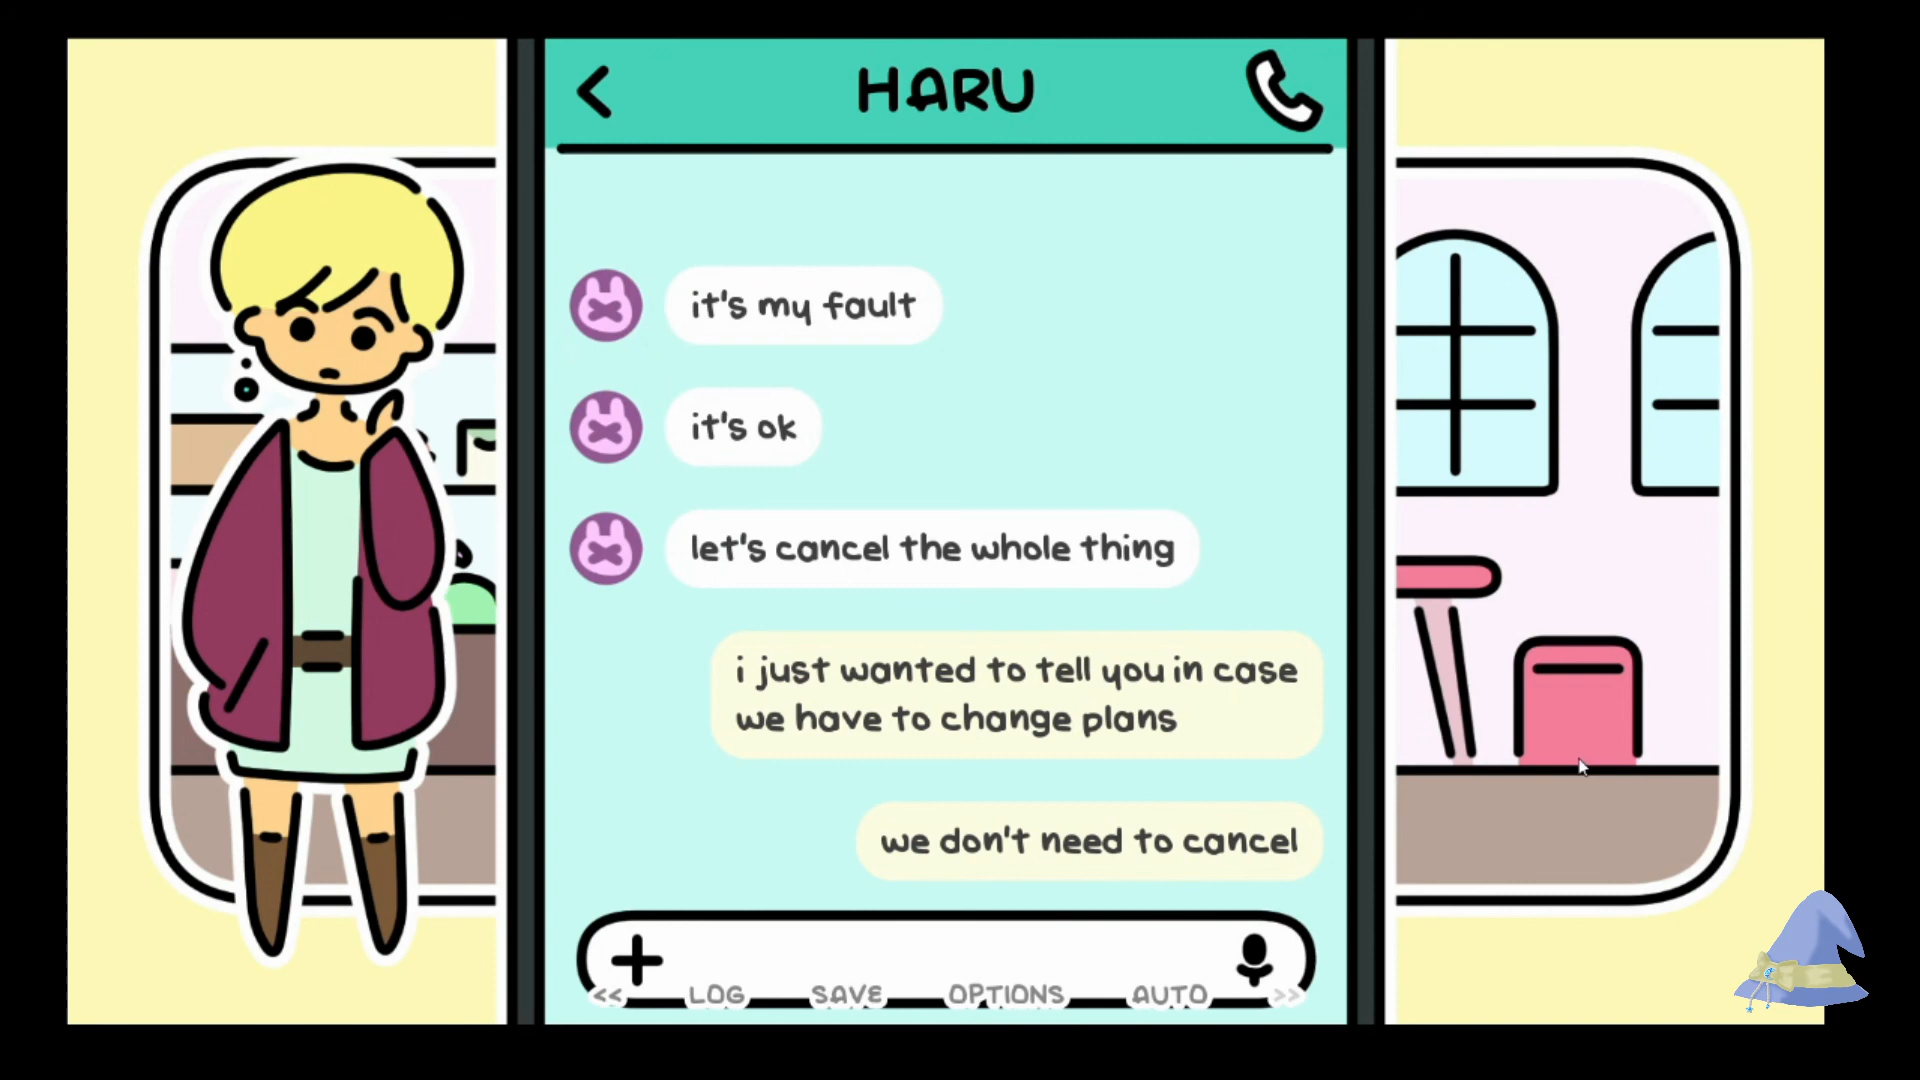 HARU
it's my fault
it's ok
let's cancel the whole thing
i just wanted to tell you in case
we have to change plans
we don't need to cancel
<< LOG SAVE OPTIONS AUTO >>